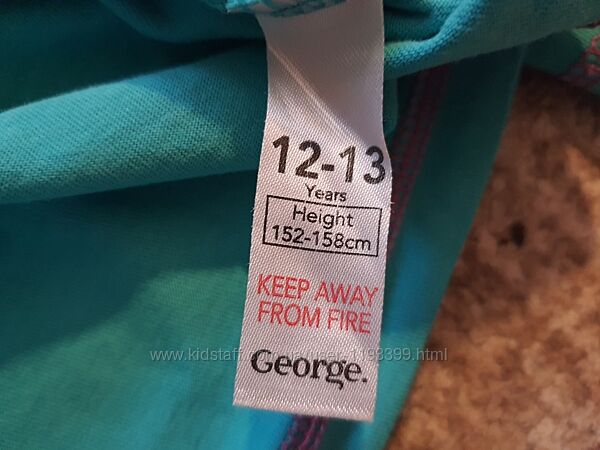 12-13
Years
Height
152-158cm
KEEP AWAY
FROM FIRE
George.